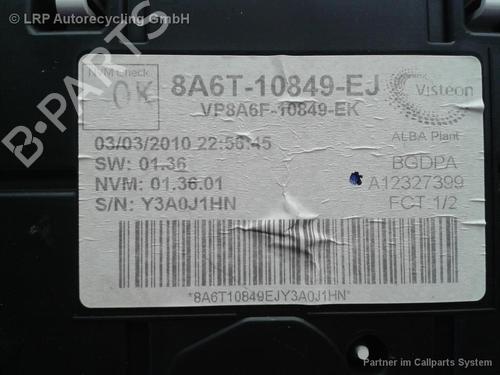 © LRP Autorecycling GmbH
B-PARTS
NVM Check
OK
8A6T-10849-EJ
VP8A6F-10849-EK
Visteon
ALBA Plant
03/03/2010 22:56:45
SW: 01.36
NVM: 01.36.01
S/N: Y3A0J1HN
BGDPA
A12327399
FCT 1/2
*8A6T10849EJY3A0J1HN*
Partner im Callparts System